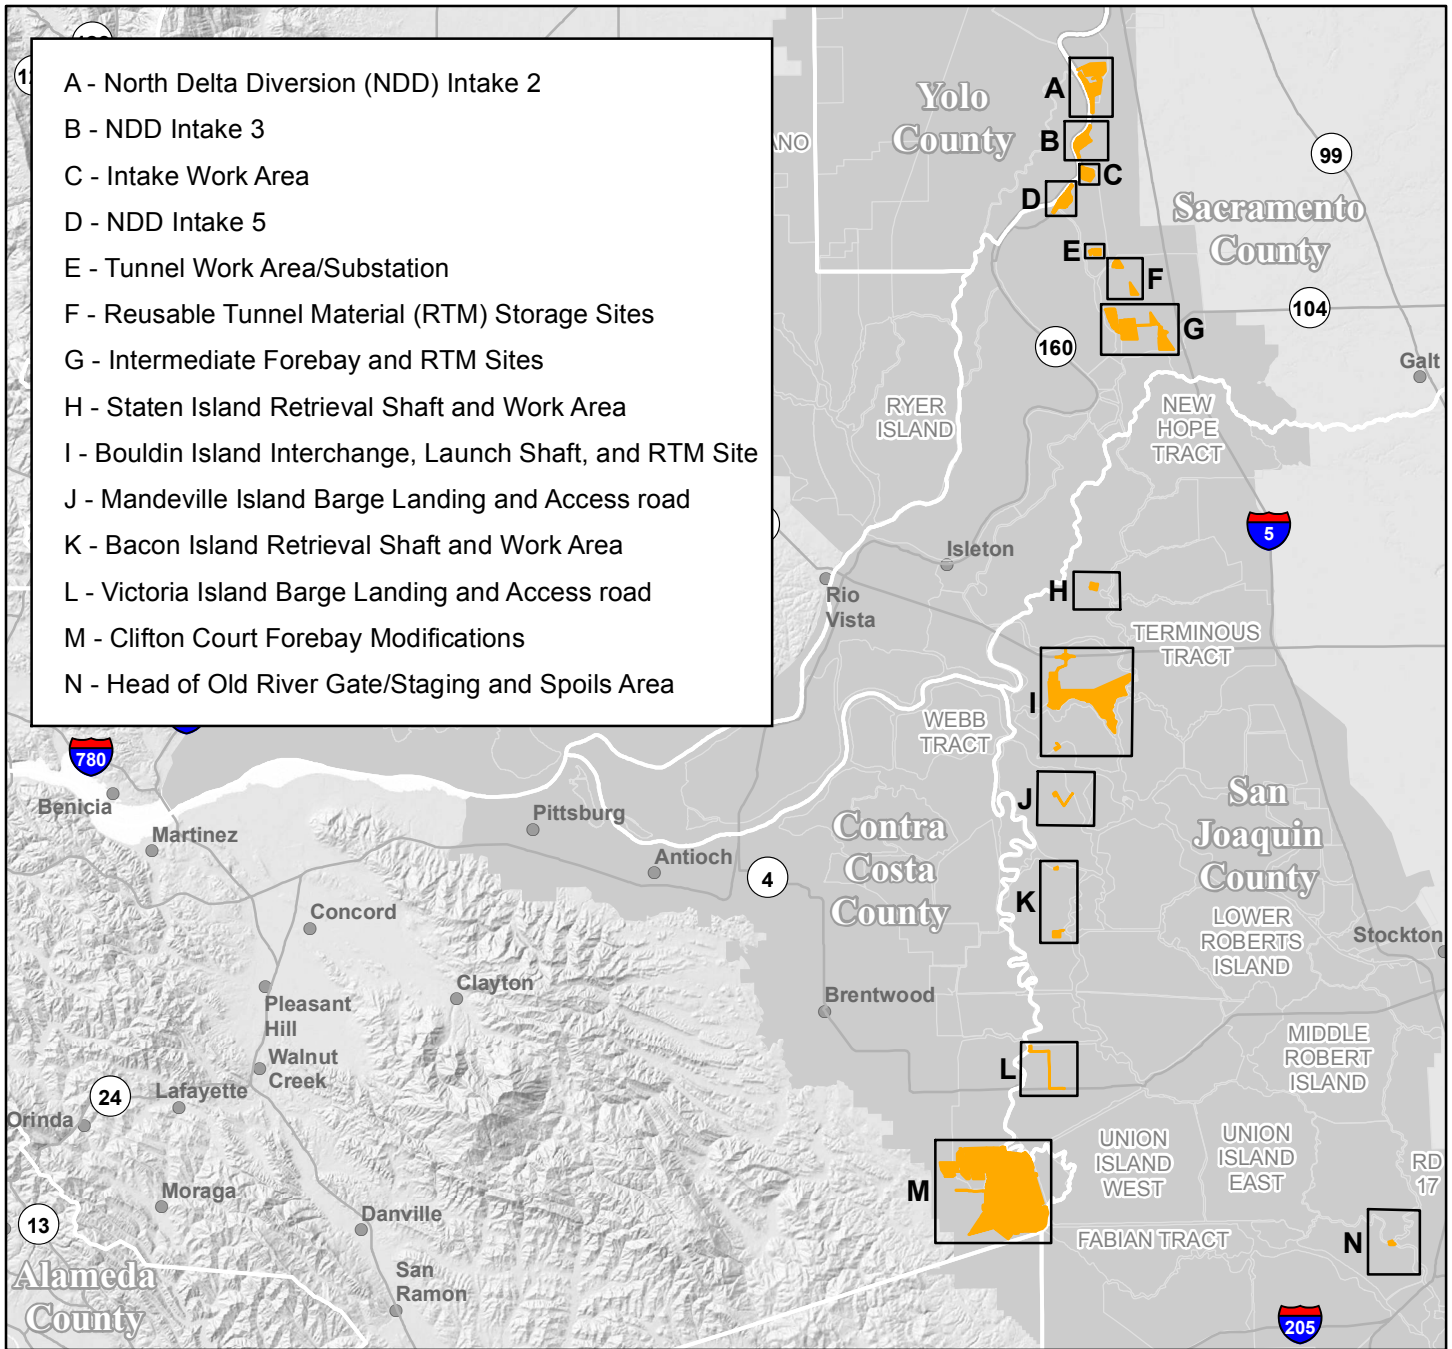 A - North Delta Diversion (NDD) Intake 2
B - NDD Intake 3
C - Intake Work Area
D - NDD Intake 5
E - Tunnel Work Area/Substation
F - Reusable Tunnel Material (RTM) Storage Sites
G - Intermediate Forebay and RTM Sites
H - Staten Island Retrieval Shaft and Work Area
I - Bouldin Island Interchange, Launch Shaft, and RTM Site
J - Mandeville Island Barge Landing and Access road
K - Bacon Island Retrieval Shaft and Work Area
L - Victoria Island Barge Landing and Access road
M - Clifton Court Forebay Modifications
N - Head of Old River Gate/Staging and Spoils Area
Yolo
County
A
B
C
D
99
Sacramento
County
E
F
G
104
160
Galt
RYER
ISLAND
NEW
HOPE
TRACT
5
Isleton
Rio
Vista
H
TERMINOUS
TRACT
I
WEBB
TRACT
780
Benicia
Martinez
Pittsburg
Antioch
4
Contra
Costa
County
J
San
Joaquin
County
K
LOWER
ROBERTS
ISLAND
Stockton
Concord
Clayton
Pleasant
Hill
Walnut
Creek
Brentwood
MIDDLE
ROBERT
ISLAND
L
24
Lafayette
Orinda
UNION
ISLAND
WEST
UNION
ISLAND
EAST
RD
17
M
Moraga
13
Danville
FABIAN TRACT
N
Alameda
County
San
Ramon
205